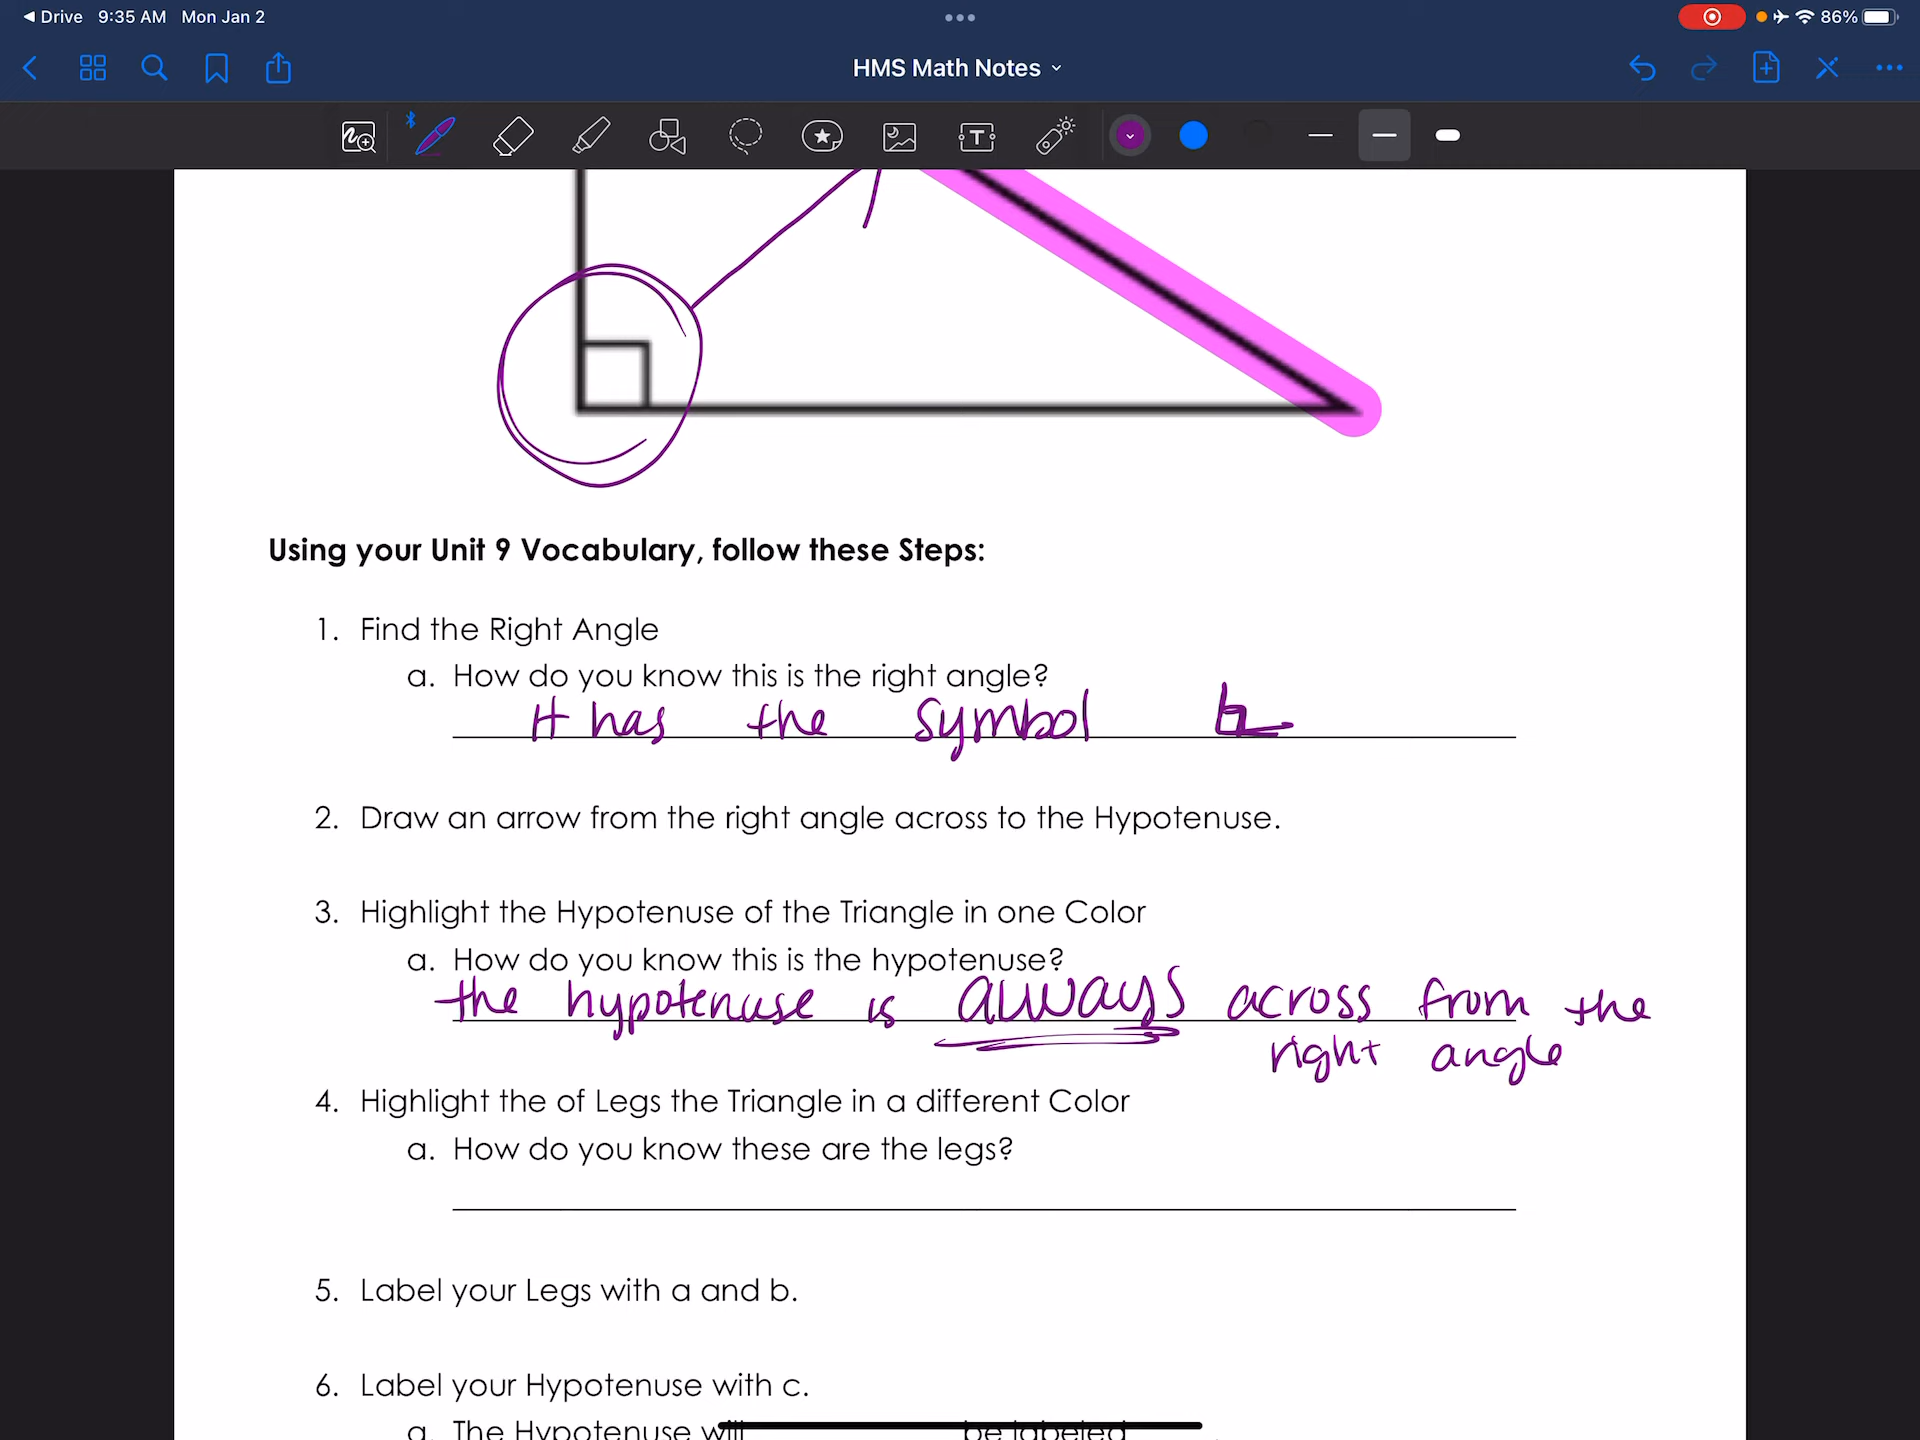 Drive 9:35 AM Mon Jan 2
86%
HMS Math Notes
Using your Unit 9 Vocabulary, follow these Steps:
1. Find the Right Angle
a. How do you know this is the right angle?
It has the symbol
2. Draw an arrow from the right angle across to the Hypotenuse.
3. Highlight the Hypotenuse of the Triangle in one Color
a. How do you know this is the hypotenuse?
the hypotenuse is always across from the
right angle
4. Highlight the of Legs the Triangle in a different Color
a. How do you know these are the legs?
5. Label your Legs with a and b.
6. Label your Hypotenuse with c.
a. The Hypotenuse will be labeled